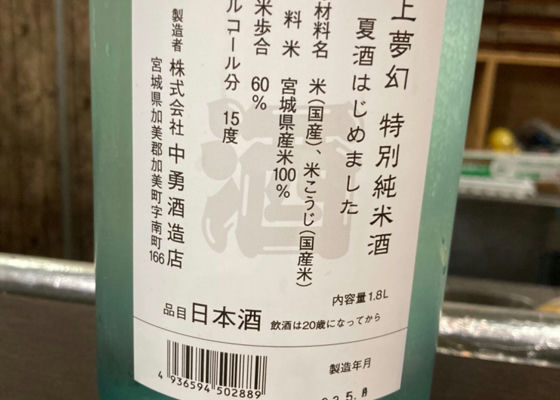 上夢幻 特別純米酒
夏酒はじめました
材料名 米(国産)、米こうじ(国産米)
料米 宮城県産米100%
米歩合 60%
ルコール分 15度
製造者 株式会社 中勇酒造店
宮城県加美郡加美町字南町166
酒
内容量 1.8L
品目 日本酒 飲酒は20歳になってから
製造年月
4 936594 502889